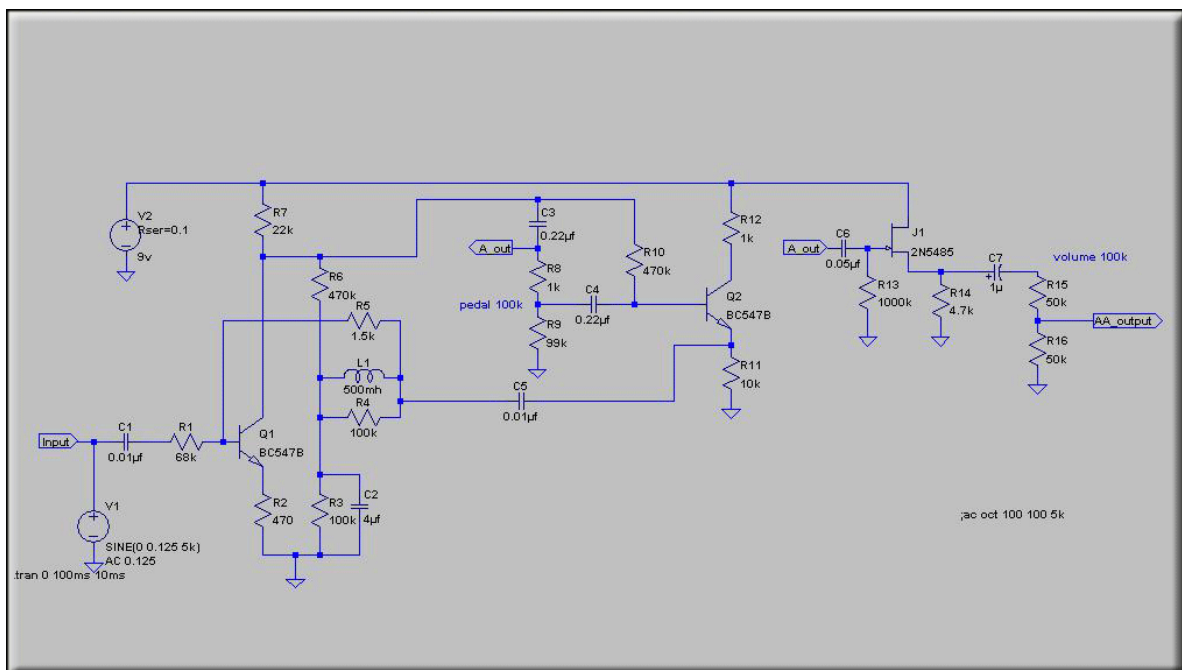 V2
Rser=0.1
9v
R7
22k
R6
470k
R5
1.5k
L1
500mh
R4
100k
C3
0.22µf
A_out
R8
1k
pedal 100k
C4
0.22µf
R9
99k
R10
470k
R12
1k
Q2
BC547B
R11
10k
C5
0.01µf
A_out
C6
0.05µf
J1
2N5485
R13
1000k
R14
4.7k
C7
+
1µ
volume 100k
R15
50k
AA_output
R16
50k
Input
C1
0.01µf
R1
68k
Q1
BC547B
R2
470
R3
100k
C2
4µf
V1
SINE(0 0.125 5k)
AC 0.125
.tran 0 100ms 10ms
;ac oct 100 100 5k